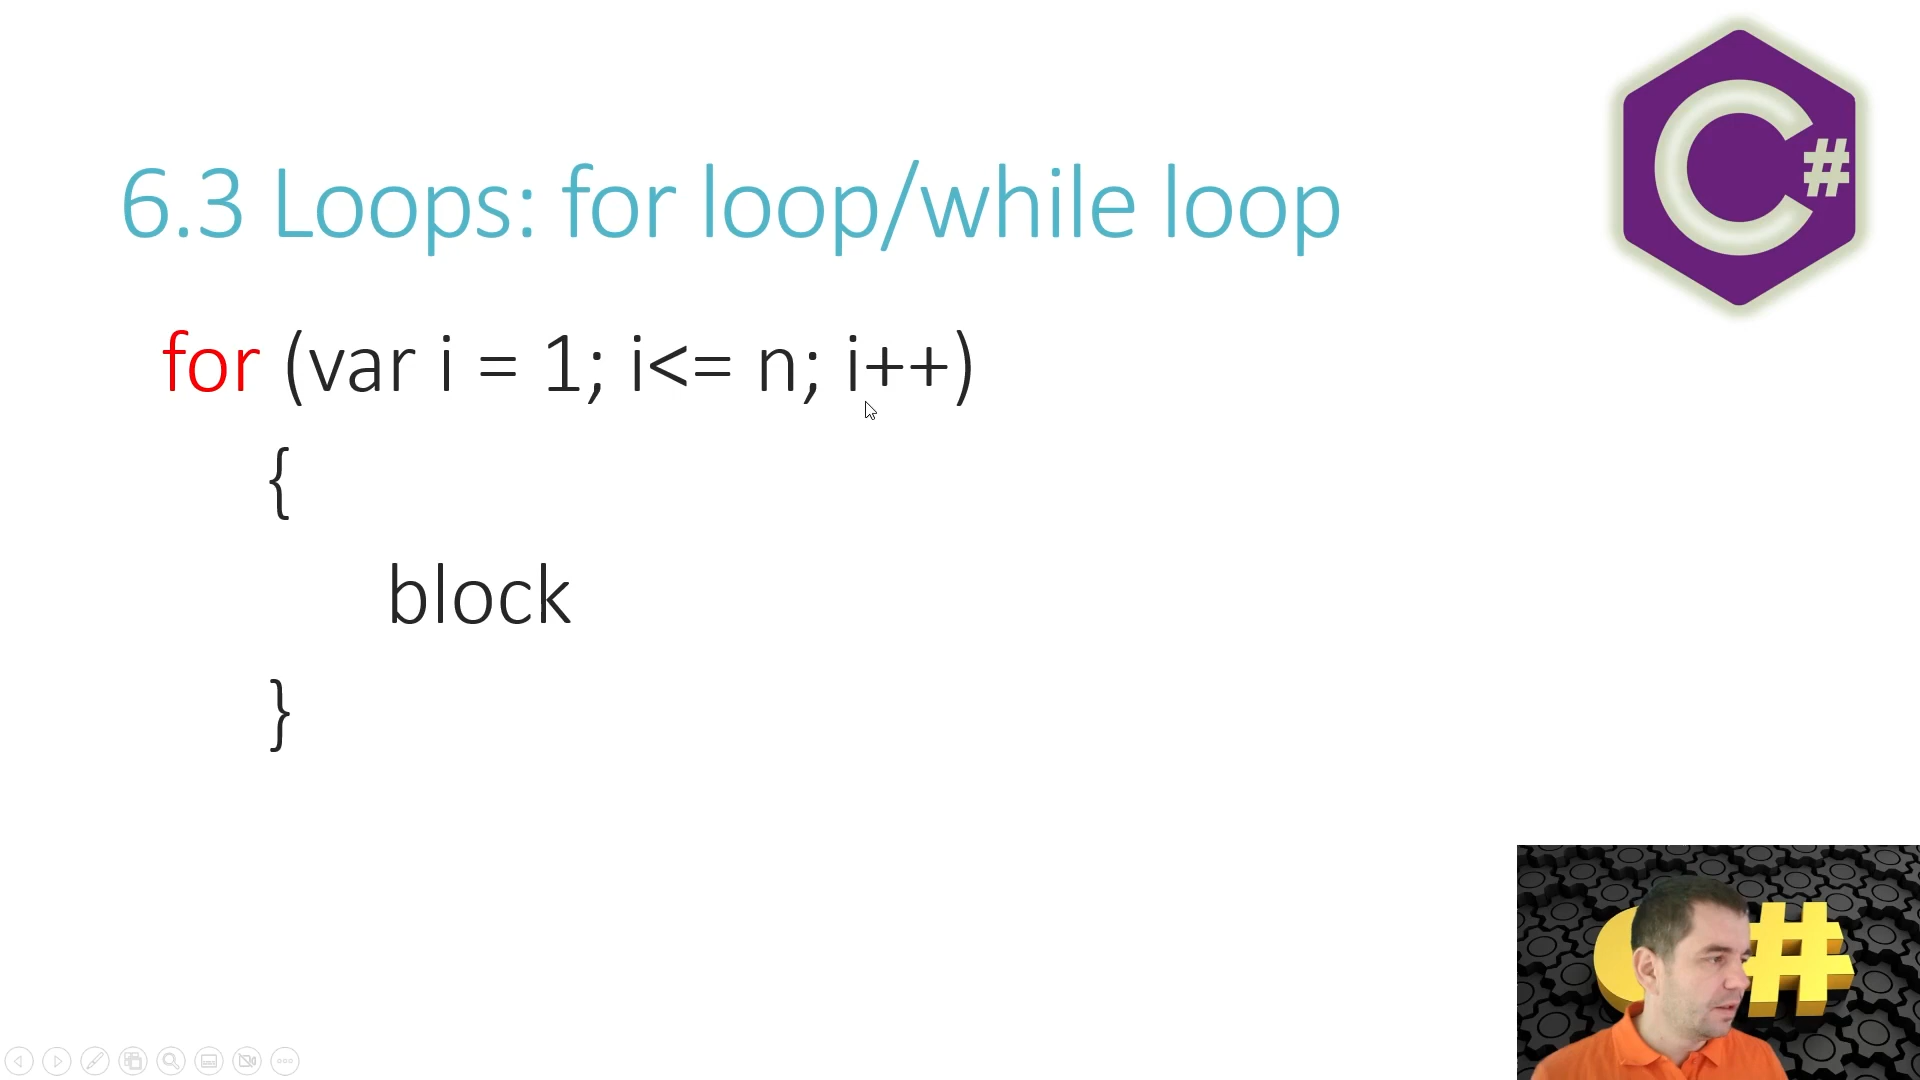 6.3 Loops: for loop/while loop
C#
for (var i = 1; i<= n; i++)
{
block
}
#